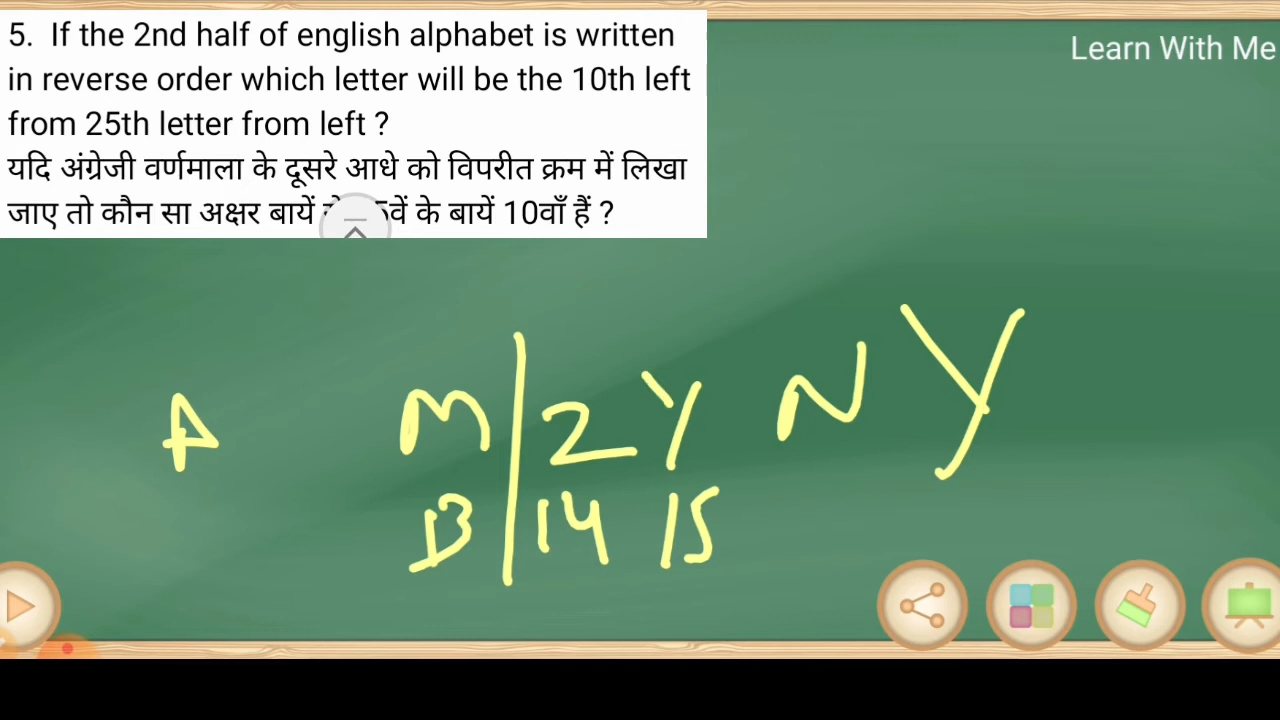 5. If the 2nd half of english alphabet is written
in reverse order which letter will be the 10th left
from 25th letter from left ?
यदि अंग्रेजी वर्णमाला के दूसरे आधे को विपरीत क्रम में लिखा
जाए तो कौन सा अक्षर बायें के बायें 10वाँ हैं ?
Learn With Me
A M Z Y N Y
13 14 15